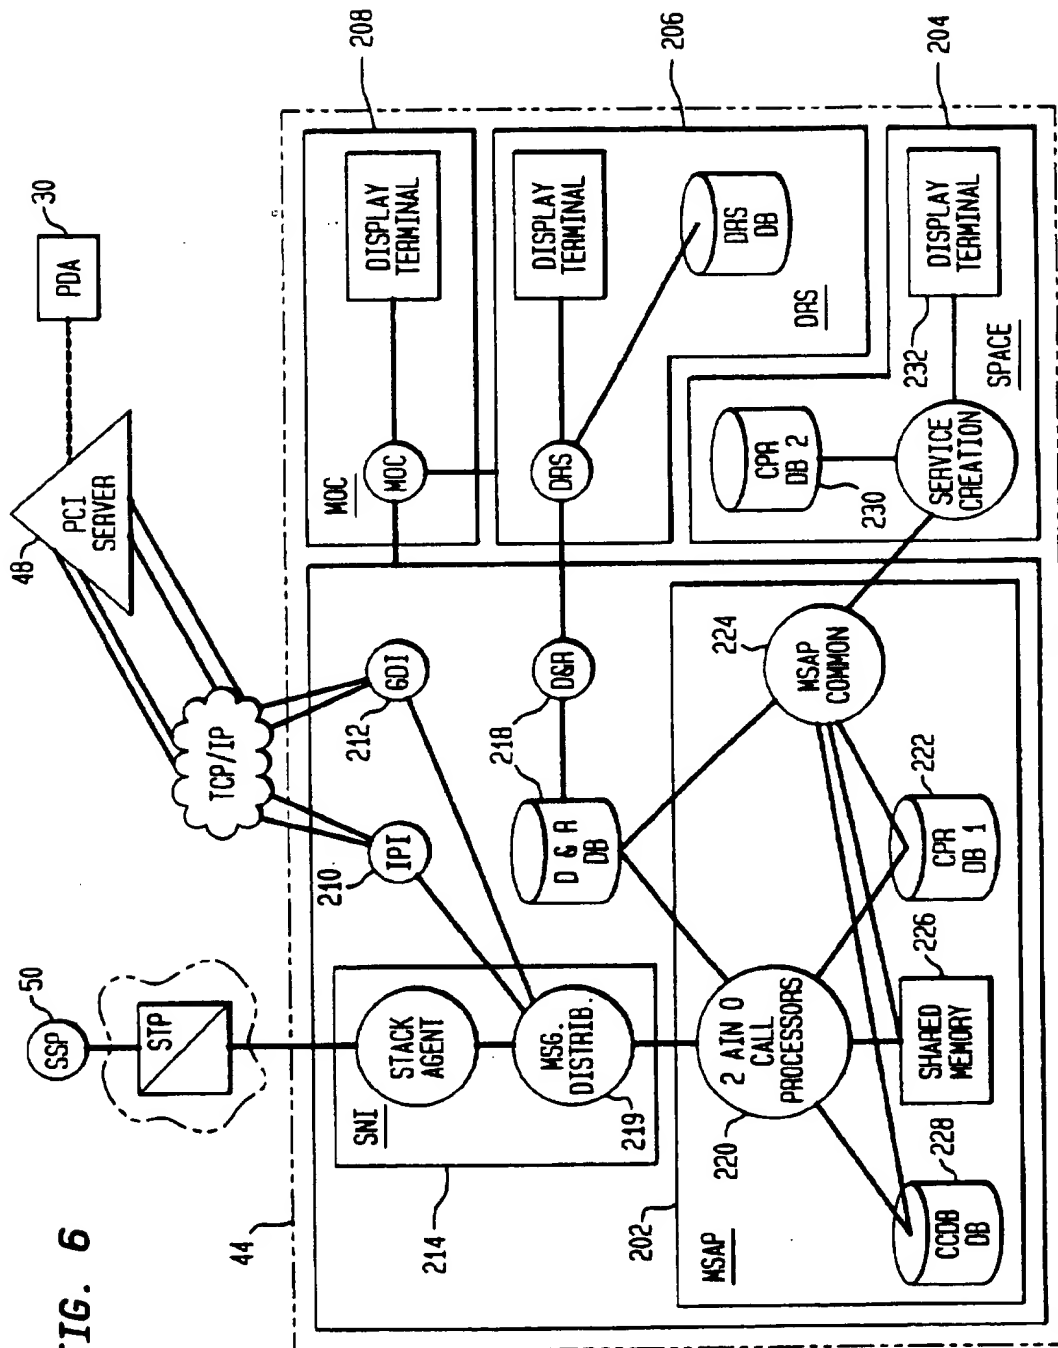 FIG. 6
50
SSP
STP
48
PCI
SERVER
30
PDA
TCP/IP
44
214
SNI
STACK
AGENT
MSG.
DISTRIB.
219
210
IPI
212
GDI
218
D & R
DB
D&R
MOC
MOC
DISPLAY
TERMINAL
208
DRS
DISPLAY
TERMINAL
DRS
DB
DRS
206
202
MSAP
220
2 AIN 0
CALL
PROCESSORS
224
MSAP
COMMON
CCDB
DB
228
SHARED
MEMORY
226
CPR
DB 1
222
CPR
DB 2
230
SERVICE
CREATION
232
DISPLAY
TERMINAL
SPACE
204